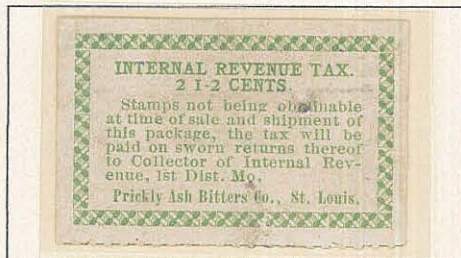 INTERNAL REVENUE TAX.
2 1-2 CENTS.
Stamps not being obtainable
at time of sale and shipment of
this package, the tax will be
paid on sworn returns thereof
to Collector of Internal Rev-
enue, 1st Dist. Mo.
Prickly Ash Bitters Co., St. Louis.